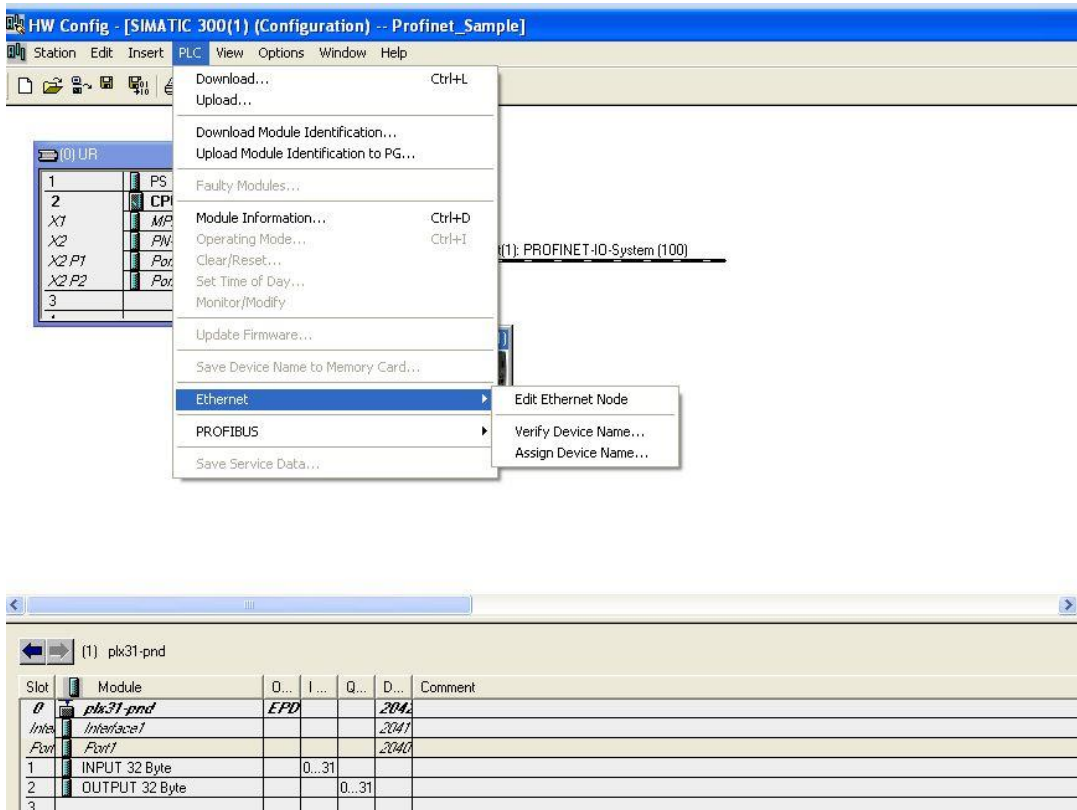 HW Config - [SIMATIC 300(1) (Configuration) -- Profinet_Sample]
Station Edit Insert PLC View Options Window Help
Download... Ctrl+L
Upload...
Download Module Identification...
Upload Module Identification to PG...
Faulty Modules...
Module Information... Ctrl+D
Operating Mode... Ctrl+I
Clear/Reset...
Set Time of Day...
Monitor/Modify
Update Firmware...
Save Device Name to Memory Card...
Ethernet
PROFIBUS
Save Service Data...
Edit Ethernet Node
Verify Device Name...
Assign Device Name...
(0) UR
1 PS
2 CP
X1 MP
X2 PN-
X2 P1 Por
X2 P2 Por
3
(1): PROFINET-IO-System (100)
(1) plx31-pnd
Slot Module O... I ... Q... D... Comment
0 plx31-pnd EPD 2042
Inte Interface1 2041
Port Port1 2040
1 INPUT 32 Byte 0...31
2 OUTPUT 32 Byte 0...31
3